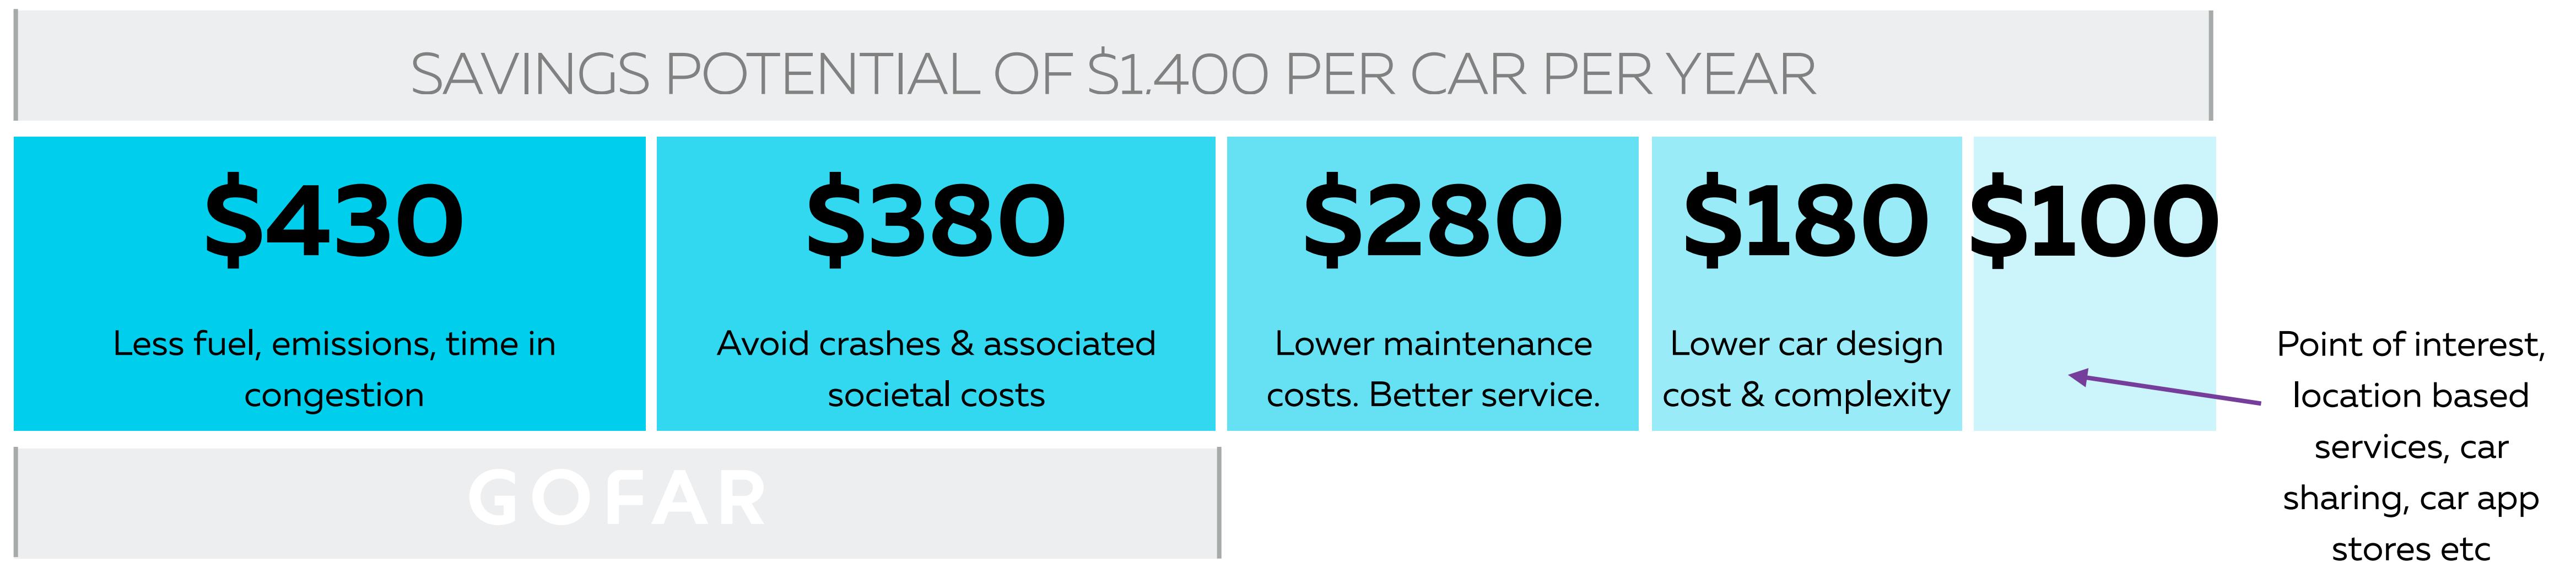 SAVINGS POTENTIAL OF $1.400 PER CAR PER YEAR
$430
Less fuel, emissions, time in
congestion
$380
Avoid crashes & associated
societal costs
$280
Lower maintenance
costs. Better service.
$180
Lower car design
cost & complexity
$100
Point of interest,
location based
services, car
sharing, car app
stores etc
GOFAR